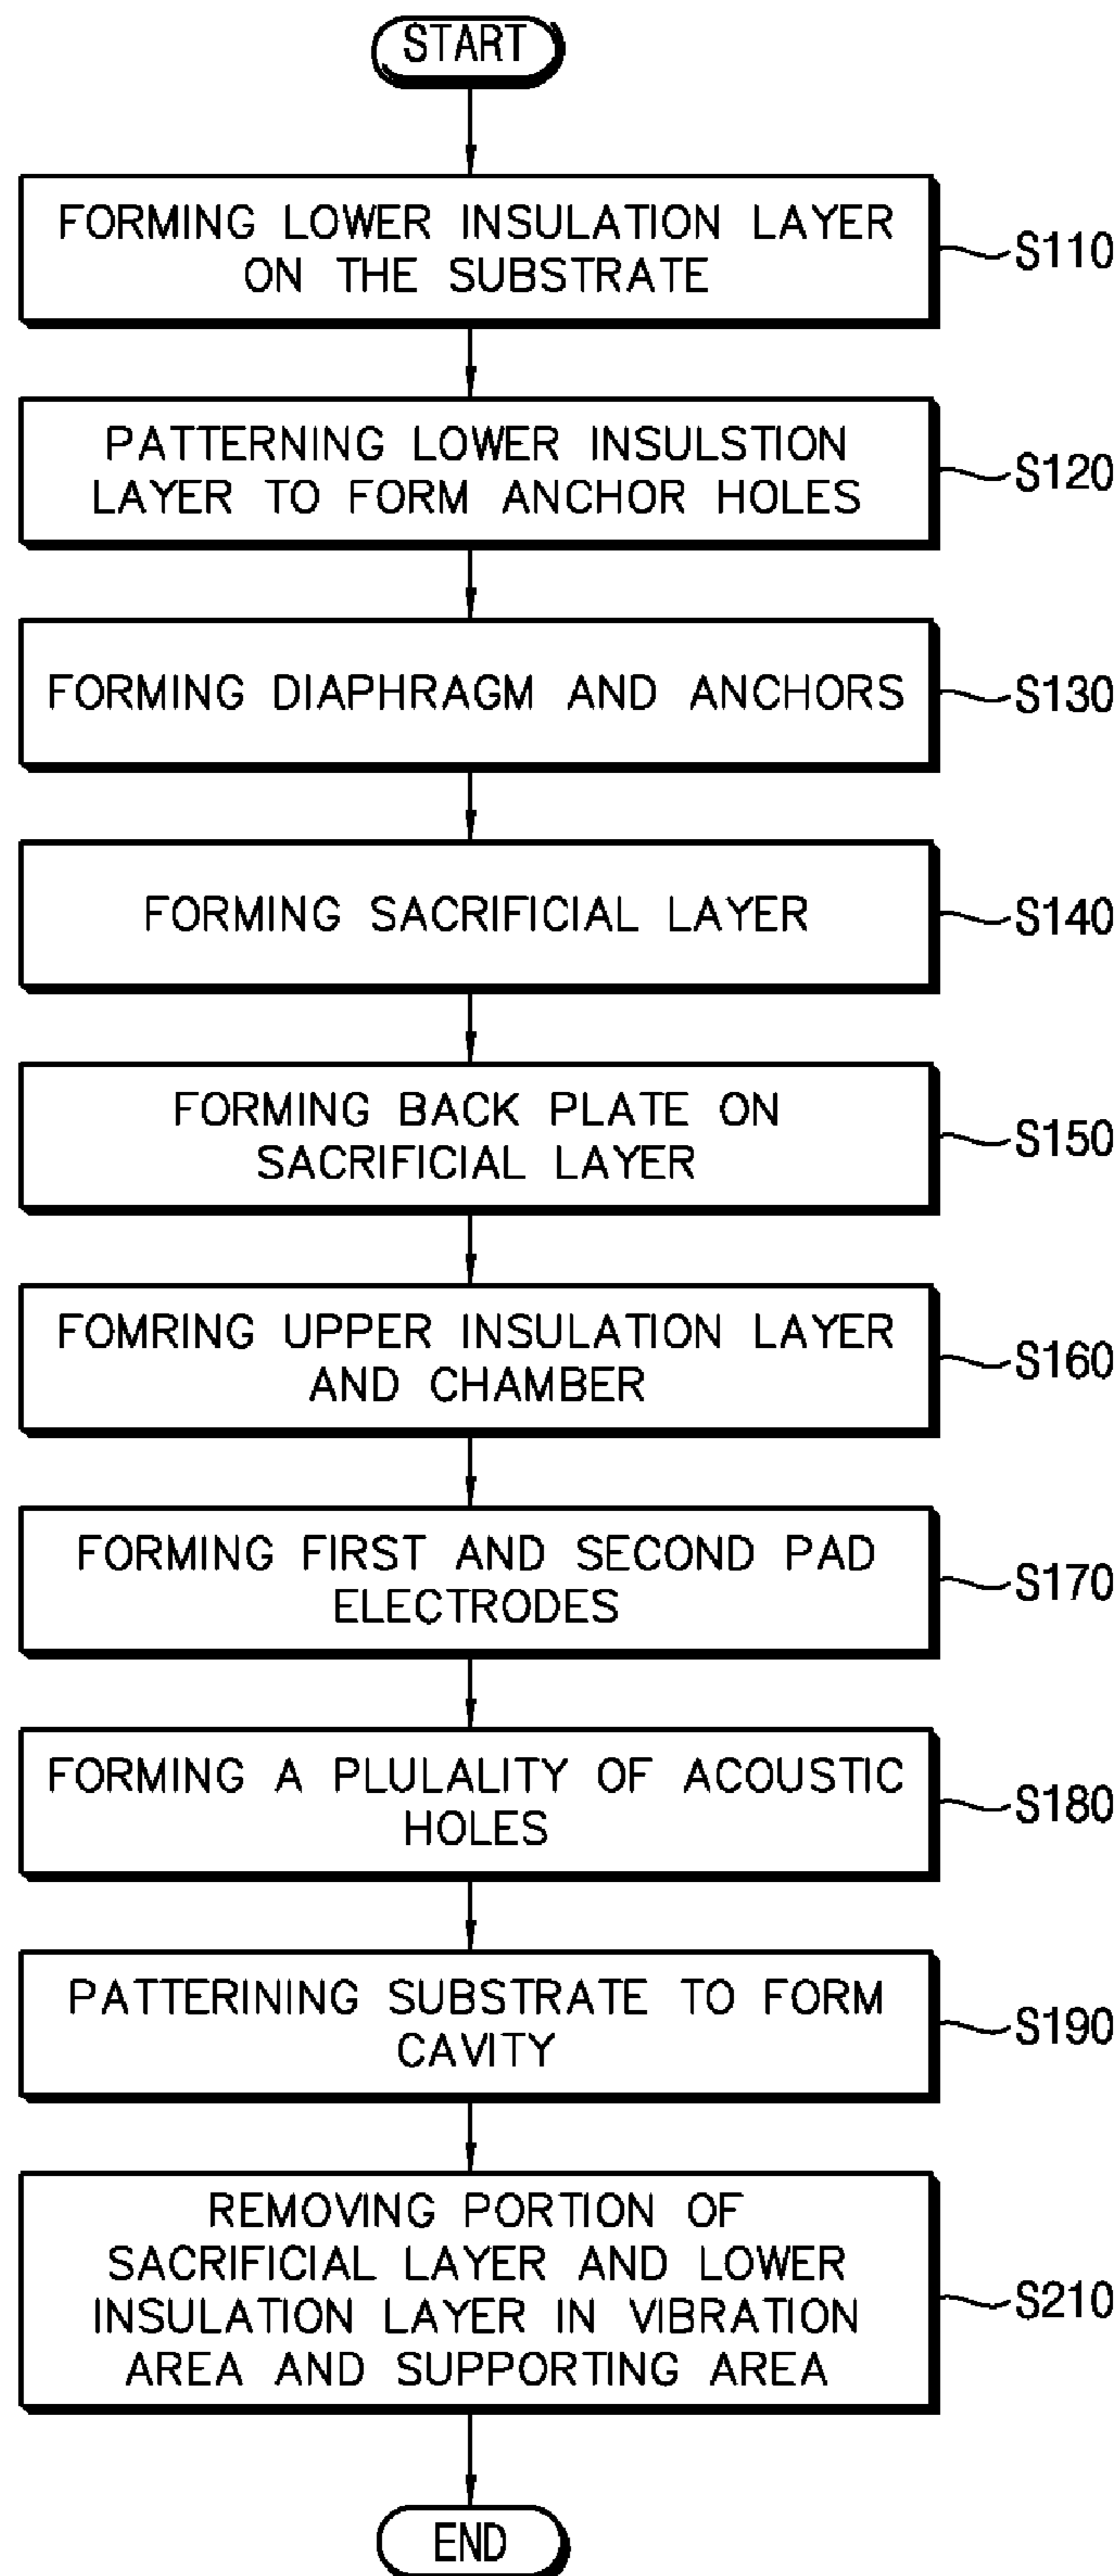 START
FORMING LOWER INSULATION LAYER
ON THE SUBSTRATE
S110
PATTERNING LOWER INSULSTION
LAYER TO FORM ANCHOR HOLES
S120
FORMING DIAPHRAGM AND ANCHORS
S130
FORMING SACRIFICIAL LAYER
S140
FORMING BACK PLATE ON
SACRIFICIAL LAYER
S150
FOMRING UPPER INSULATION LAYER
AND CHAMBER
S160
FORMING FIRST AND SECOND PAD
ELECTRODES
S170
FORMING A PLULALITY OF ACOUSTIC
HOLES
S180
PATTERINING SUBSTRATE TO FORM
CAVITY
S190
REMOVING PORTION OF
SACRIFICIAL LAYER AND LOWER
INSULATION LAYER IN VIBRATION
AREA AND SUPPORTING AREA
S210
END